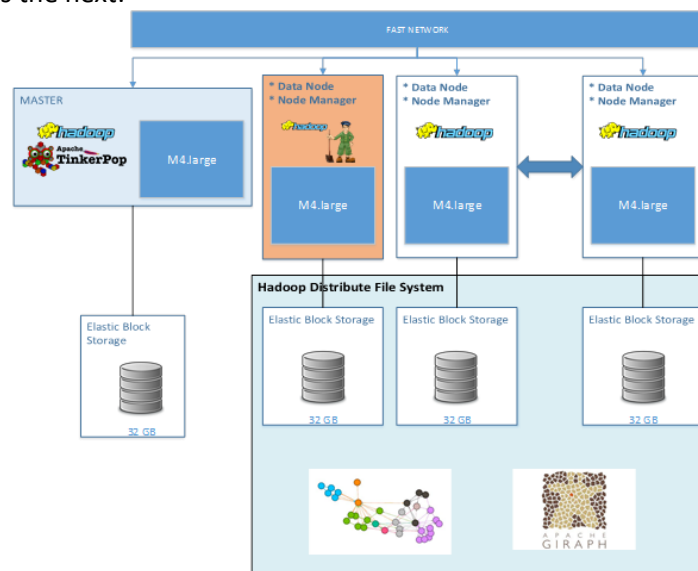 s the next:
FAST NETWORK
MASTER
hadoop
Apache
TinkerPop
M4.large
* Data Node
* Node Manager
hadoop
M4.large
* Data Node
* Node Manager
hadoop
M4.large
* Data Node
* Node Manager
hadoop
M4.large
Hadoop Distribute File System
Elastic Block
Storage
32 GB
Elastic Block Storage
32 GB
Elastic Block Storage
32 GB
Elastic Block Storage
32 GB
APACHE
GIRAPH